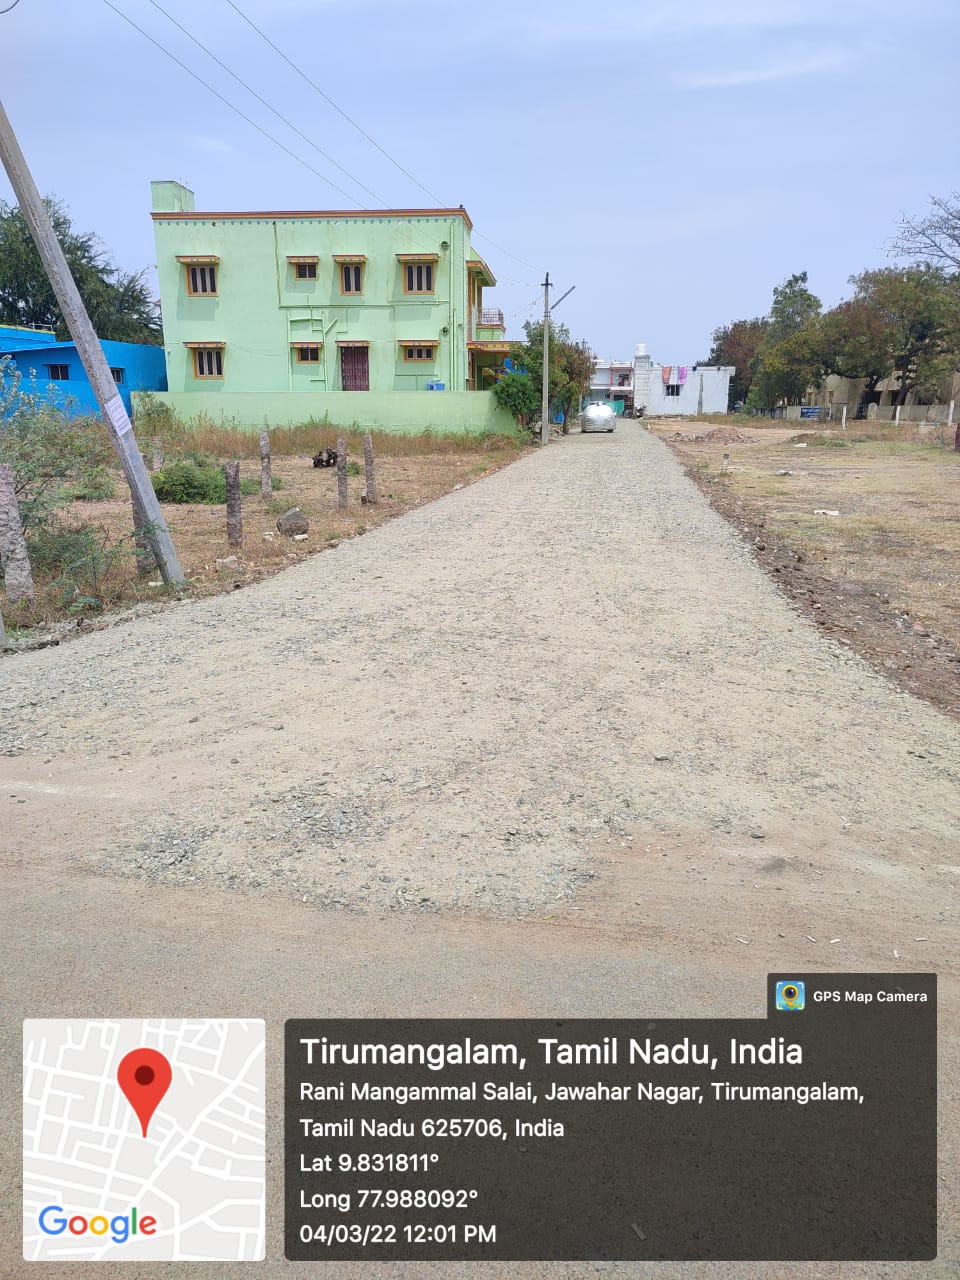 GPS Map Camera
Tirumangalam, Tamil Nadu, India
Rani Mangammal Salai, Jawahar Nagar, Tirumangalam,
Tamil Nadu 625706, India
Lat 9.831811°
Long 77.988092°
04/03/22 12:01 PM
Google